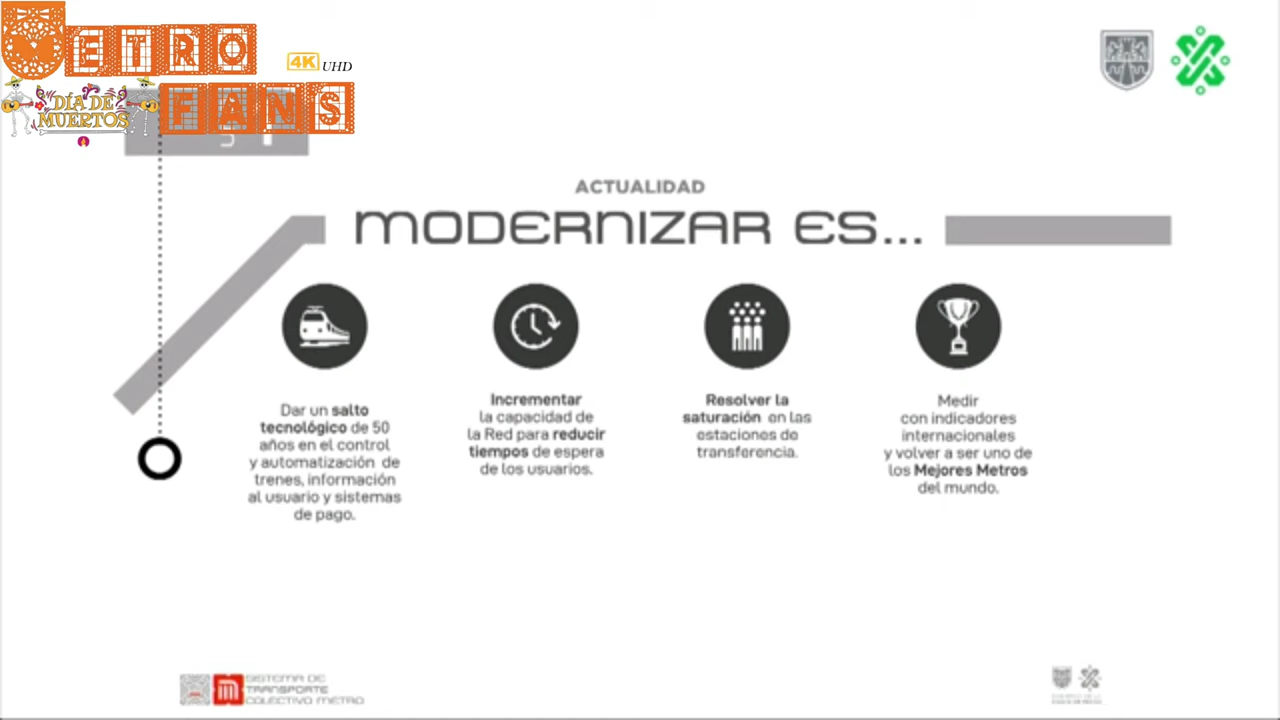 METRO
4K UHD
DÍA DE
MUERTOS
FANS
ACTUALIDAD
MODERNIZAR ES...
Dar un salto
tecnológico de 50
años en el control
y automatización de
trenes, información
al usuario y sistemas
de pago.
Incrementar
la capacidad de
la Red para reducir
tiempos de espera
de los usuarios.
Resolver la
saturación en las
estaciones de
transferencia.
Medir
con indicadores
internacionales
y volver a ser uno de
los Mejores Metros
del mundo.
SISTEMA DE
TRANSPORTE
COLECTIVO METRO